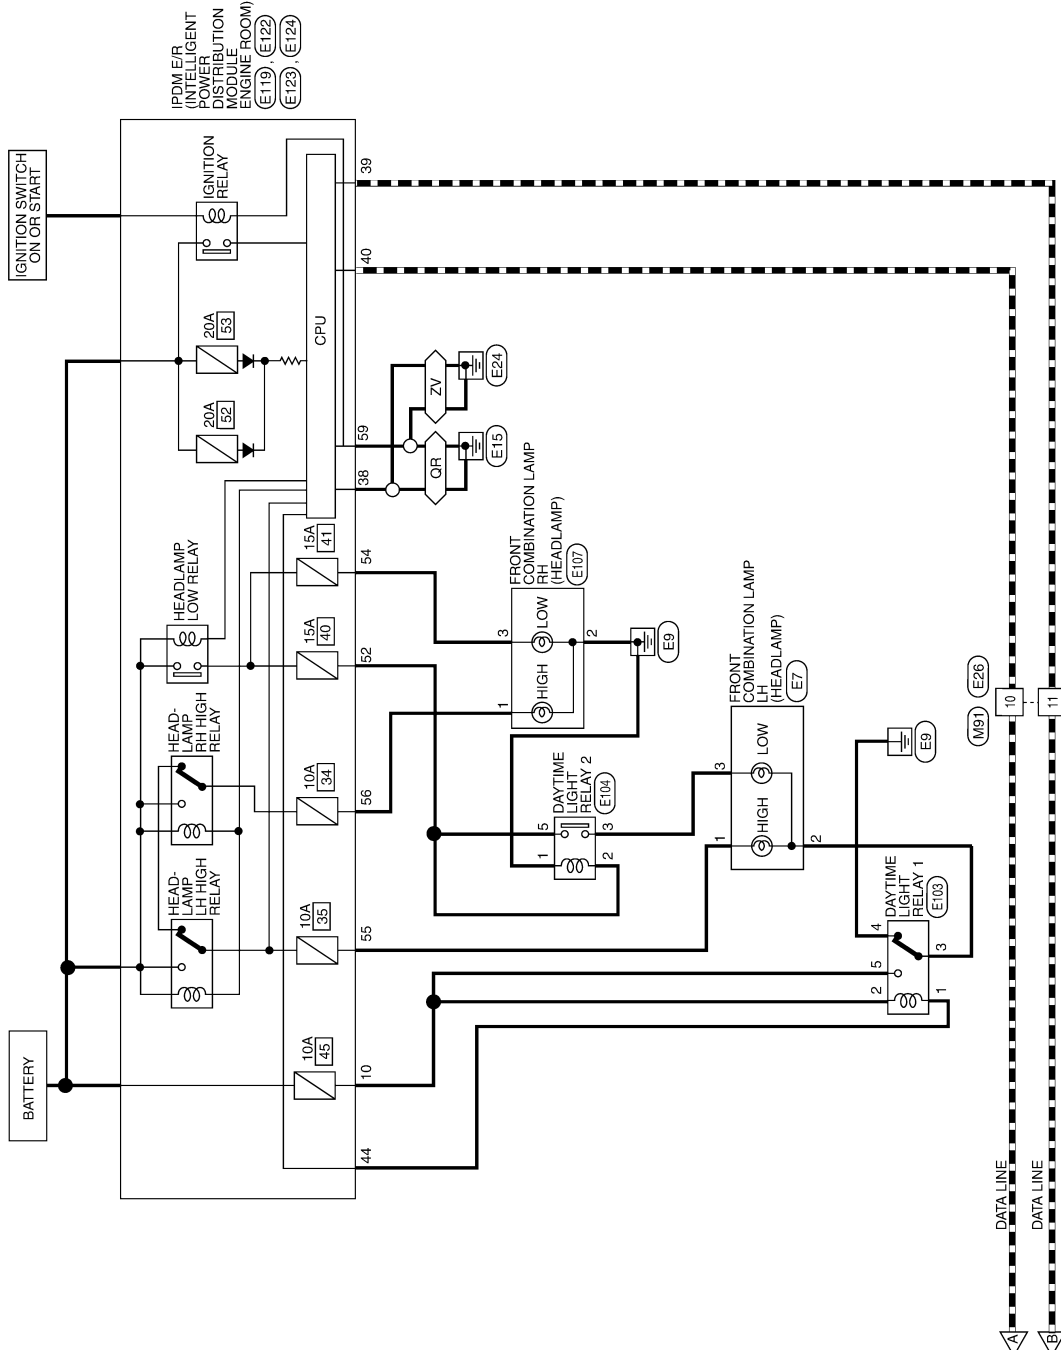 IPDM E/R
(INTELLIGENT
POWER
DISTRIBUTION
MODULE
ENGINE ROOM)
E119 , E122
E123 , E124
IGNITION SWITCH
ON OR START
IGNITION
RELAY
39
40
CPU
20A
53
20A
52
59
38
ZV
E24
QR
E15
HEADLAMP
LOW RELAY
15A
41
54
15A
40
52
FRONT
COMBINATION LAMP
RH
(HEADLAMP)
E107
3
LOW
HIGH
1
2
E9
HEAD-
LAMP
RH HIGH
RELAY
10A
34
56
HEAD-
LAMP
LH HIGH
RELAY
10A
35
55
DAYTIME
LIGHT
RELAY 2
E104
5
3
1
2
FRONT
COMBINATION LAMP
LH
(HEADLAMP)
E7
3
LOW
HIGH
1
2
E9
DAYTIME
LIGHT
RELAY 1
E103
4
3
5
2
1
BATTERY
10A
45
10
44
M91
E26
10
11
DATA LINE
DATA LINE
A
B